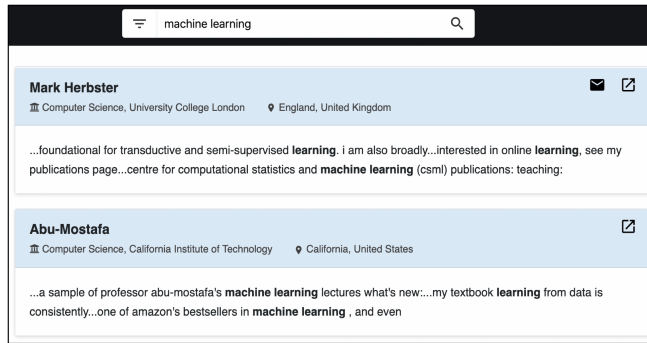 machine learning
Mark Herbster
Computer Science, University College London England, United Kingdom
...foundational for transductive and semi-supervised learning. i am also broadly...interested in online learning, see my
publications page...centre for computational statistics and machine learning (csml) publications: teaching:
Abu-Mostafa
Computer Science, California Institute of Technology California, United States
...a sample of professor abu-mostafa's machine learning lectures what's new:...my textbook learning from data is
consistently...one of amazon's bestsellers in machine learning , and even